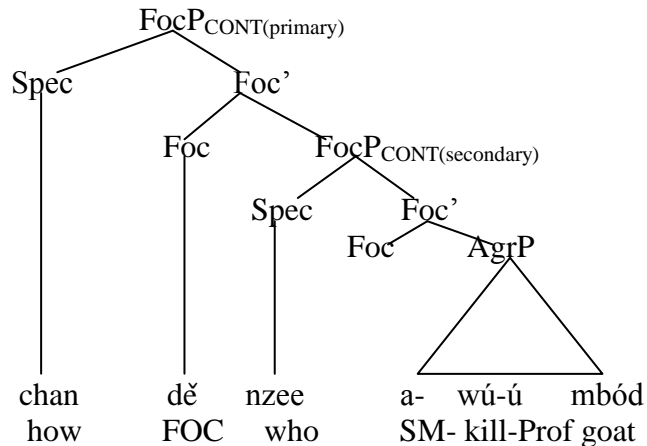 FocP CONT(primary)
Spec Foc’
Foc FocP CONT(secondary)
Spec Foc’
Foc AgrP
chan dě nzee a- wú-ú mbód
how FOC who SM- kill-Prof goat